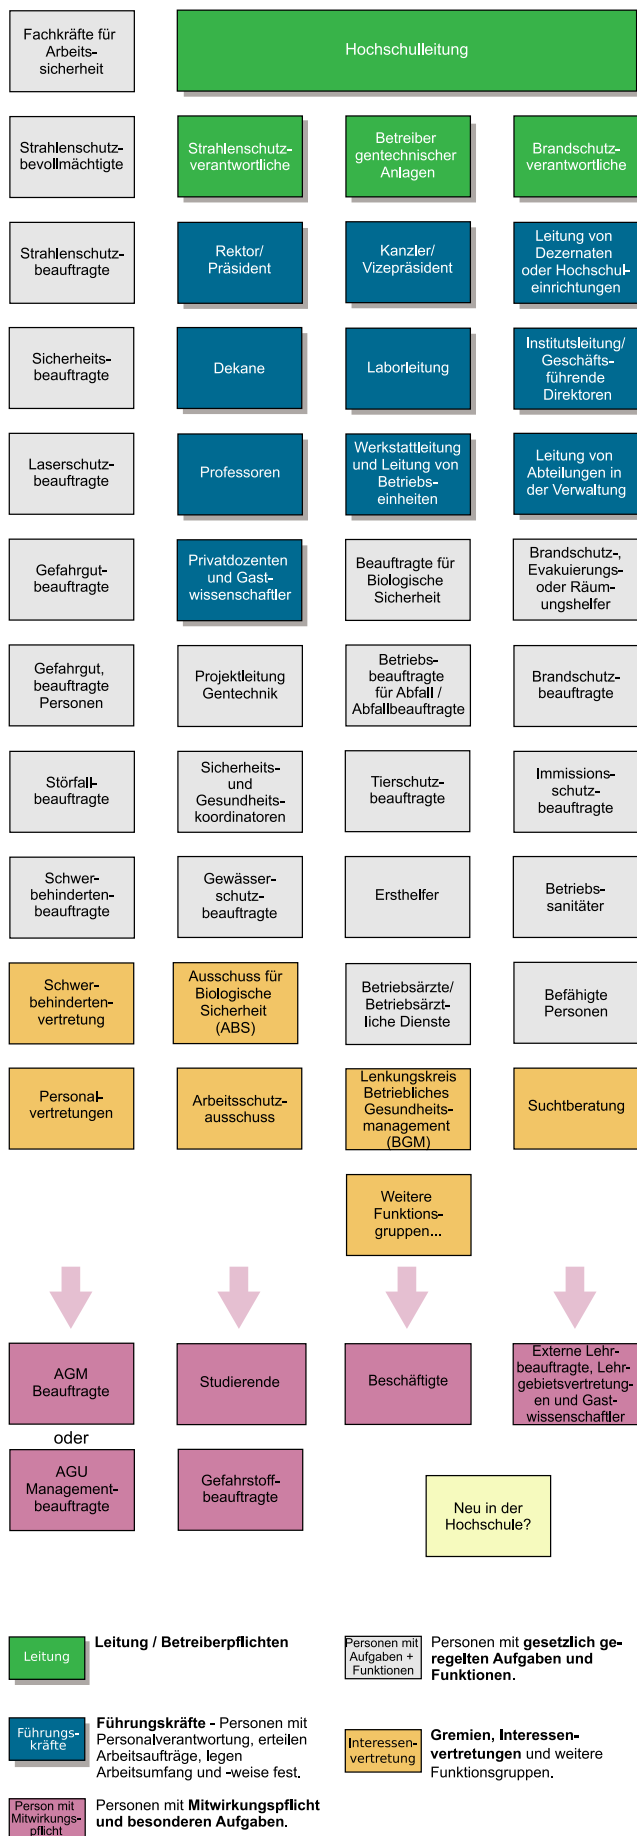 Fachkräfte für
Arbeits-
sicherheit
Hochschulleitung
Strahlenschutz-
bevollmächtigte
Strahlenschutz-
verantwortliche
Betreiber
gentechnischer
Anlagen
Brandschutz-
verantwortliche
Strahlenschutz-
beauftragte
Rektor/
Präsident
Kanzler/
Vizepräsident
Leitung von
Dezernaten
oder Hochschul-
einrichtungen
Sicherheits-
beauftragte
Dekane
Laborleitung
Institutsleitung/
Geschäfts-
führende
Direktoren
Laserschutz-
beauftragte
Professoren
Werkstattleitung
und Leitung von
Betriebs-
einheiten
Leitung von
Abteilungen in
der Verwaltung
Gefahrgut-
beauftragte
Privatdozenten
und Gast-
wissenschaftler
Beauftragte für
Biologische
Sicherheit
Brandschutz-,
Evakuierungs-
oder Räum-
ungshelfer
Gefahrgut,
beauftragte
Personen
Projektleitung
Gentechnik
Betriebs-
beauftragte
für Abfall /
Abfallbeauftragte
Brandschutz-
beauftragte
Störfall-
beauftragte
Sicherheits-
und
Gesundheits-
koordinatoren
Tierschutz-
beauftragte
Immissions-
schutz-
beauftragte
Schwer-
behinderten-
beauftragte
Gewässer-
schutz-
beauftragte
Ersthelfer
Betriebs-
sanitäter
Schwer-
behinderten-
vertretung
Ausschuss für
Biologische
Sicherheit
(ABS)
Betriebsärzte/
Betriebsärzt-
liche Dienste
Befähigte
Personen
Personal-
vertretungen
Arbeitsschutz-
ausschuss
Lenkungskreis
Betriebliches
Gesundheits-
management
(BGM)
Suchtberatung
Weitere
Funktions-
gruppen...
AGM
Beauftragte
Studierende
Beschäftigte
Externe Lehr-
beauftragte, Lehr-
gebietsvertretung-
en und Gast-
wissenschaftler
oder
AGU
Management-
beauftragte
Gefahrstoff-
beauftragte
Neu in der
Hochschule?
Leitung
Leitung / Betreiberpflichten
Personen mit
Aufgaben +
Funktionen
Personen mit gesetzlich ge-
regelten Aufgaben und
Funktionen.
Führungs-
kräfte
Führungskräfte - Personen mit
Personalverantwortung, erteilen
Arbeitsaufträge, legen
Arbeitsumfang und -weise fest.
Interessen-
vertretung
Gremien, Interessen-
vertretungen und weitere
Funktionsgruppen.
Person mit
Mitwirkungs-
pflicht
Personen mit Mitwirkungspflicht
und besonderen Aufgaben.